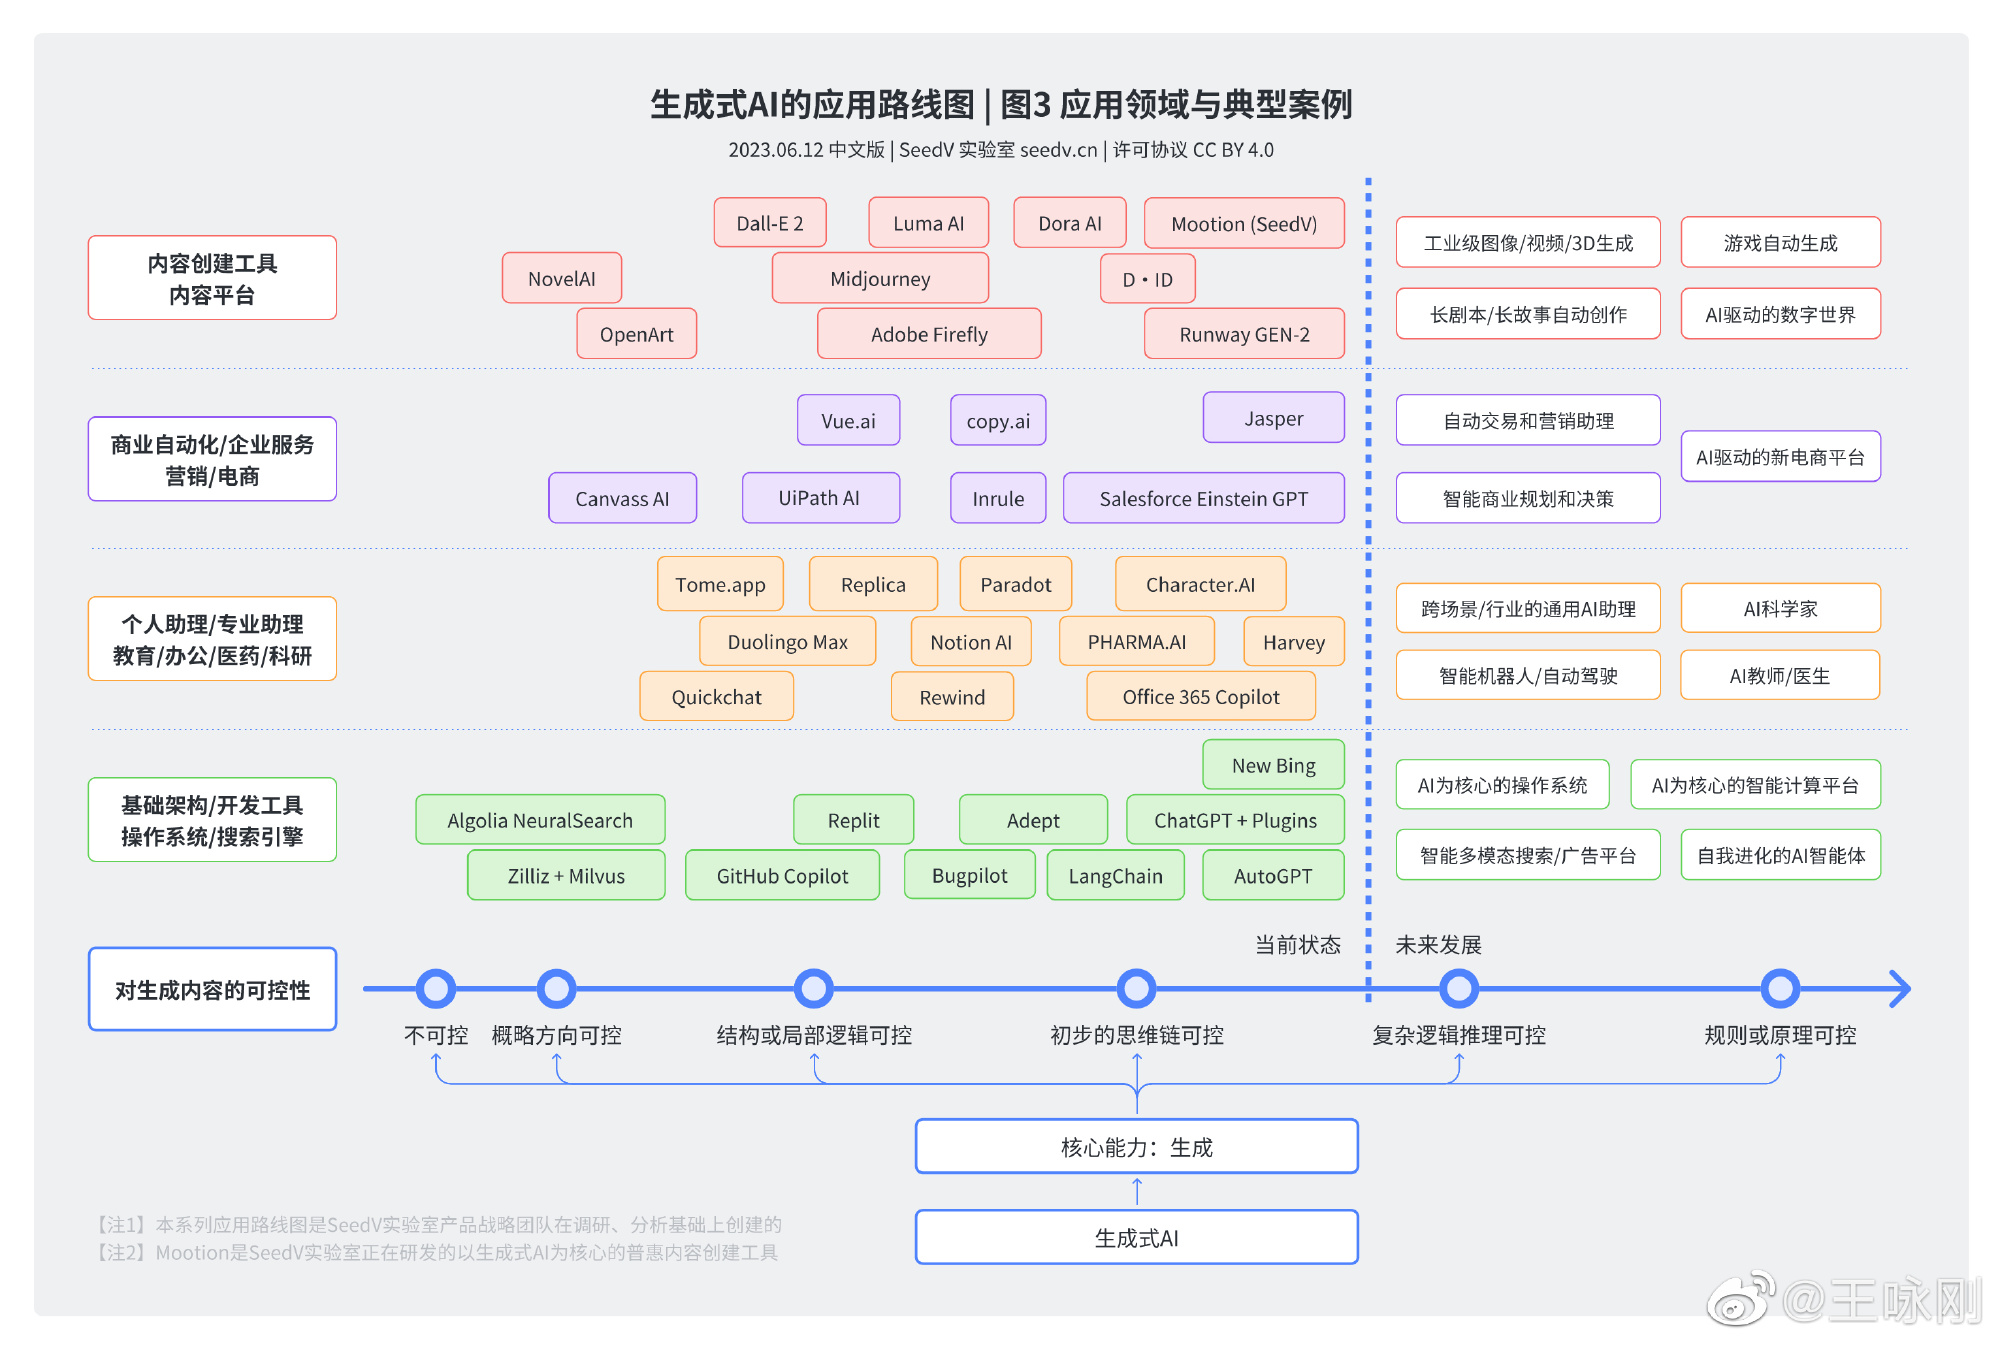 生成式AI的应用路线图 | 图3 应用领域与典型案例
2023.06.12 中文版 | SeedV 实验室 seedv.cn | 许可协议 CC BY 4.0
内容创建工具
内容平台
Dall-E 2
Luma AI
Dora AI
Mootion (SeedV)
NovelAI
Midjourney
D·ID
OpenArt
Adobe Firefly
Runway GEN-2
工业级图像/视频/3D生成
游戏自动生成
长剧本/长故事自动创作
AI驱动的数字世界
商业自动化/企业服务
营销/电商
Vue.ai
copy.ai
Jasper
Canvass AI
UiPath AI
Inrule
Salesforce Einstein GPT
自动交易和营销助理
AI驱动的新电商平台
智能商业规划和决策
个人助理/专业助理
教育/办公/医药/科研
Tome.app
Replica
Paradot
Character.AI
Duolingo Max
Notion AI
PHARMA.AI
Harvey
Quickchat
Rewind
Office 365 Copilot
跨场景/行业的通用AI助理
AI科学家
智能机器人/自动驾驶
AI教师/医生
基础架构/开发工具
操作系统/搜索引擎
New Bing
Algolia NeuralSearch
Replit
Adept
ChatGPT + Plugins
Zilliz + Milvus
GitHub Copilot
Bugpilot
LangChain
AutoGPT
AI为核心的操作系统
AI为核心的智能计算平台
智能多模态搜索/广告平台
自我进化的AI智能体
当前状态
未来发展
对生成内容的可控性
不可控
概略方向可控
结构或局部逻辑可控
初步的思维链可控
复杂逻辑推理可控
规则或原理可控
核心能力：生成
生成式AI
【注1】本系列应用路线图是SeedV实验室产品战略团队在调研、分析基础上创建的
【注2】Mootion是SeedV实验室正在研发的以生成式AI为核心的普惠内容创建工具
@王咏刚